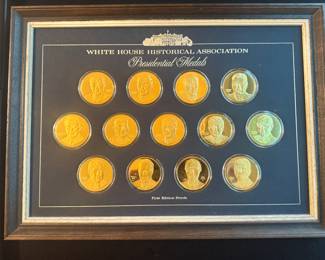 WHITE HOUSE HISTORICAL ASSOCIATION
Presidential Medals
First Edition Proofs